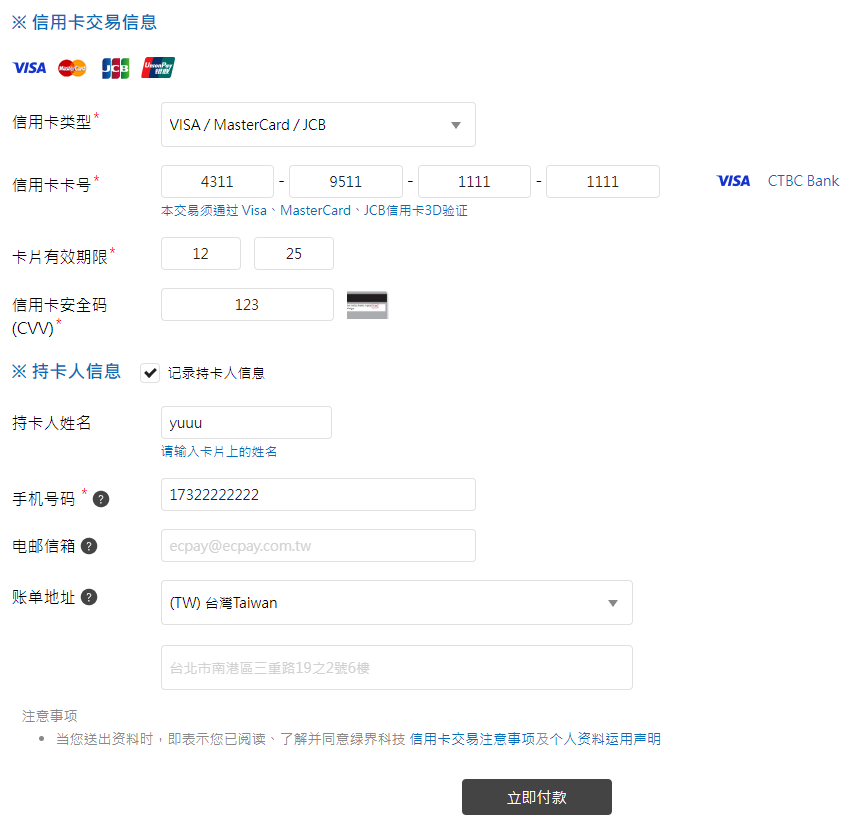 ※ 信用卡交易信息
VISA MasterCard JCB UnionPay 银联
信用卡类型* VISA / MasterCard / JCB
信用卡卡号* 4311 - 9511 - 1111 - 1111 VISA CTBC Bank
本交易须通过 Visa、MasterCard、JCB信用卡3D验证
卡片有效期限* 12 25
信用卡安全码
(CVV)* 123
※ 持卡人信息 记录持卡人信息
持卡人姓名 yuuu
请输入卡片上的姓名
手机号码 * ? 17322222222
电邮信箱 ? ecpay@ecpay.com.tw
账单地址 ? (TW) 台灣Taiwan
台北市南港區三重路19之2號6樓
注意事项
• 当您送出资料时，即表示您已阅读、了解并同意绿界科技 信用卡交易注意事项及个人资料运用声明
立即付款